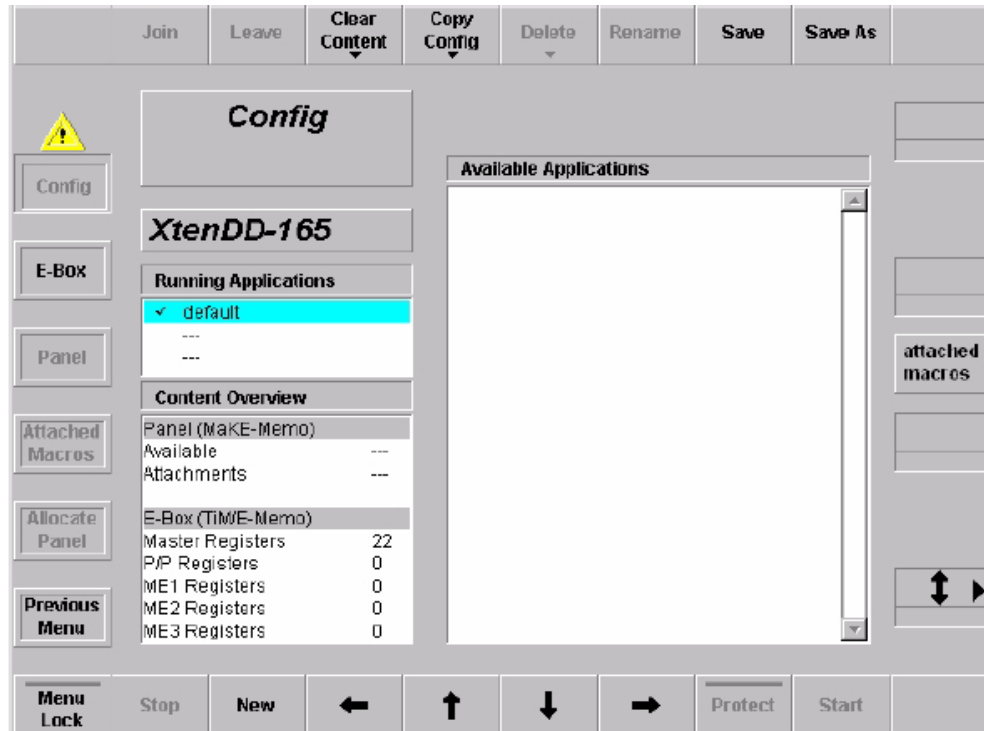 Join
Leave
Clear
Content
Copy
Config
Delete
Rename
Save
Save As
Config
Available Applications
Config
XtenDD-165
E-Box
Running Applications
✓ default
---
---
Panel
attached
macros
Content Overview
Panel (MaKE-Memo)
Available ---
Attachments ---
Attached
Macros
E-Box (TiM/E-Memo)
Master Registers 22
P/P Registers 0
ME1 Registers 0
ME2 Registers 0
ME3 Registers 0
Allocate
Panel
Previous
Menu
Menu
Lock
Stop
New
Protect
Start